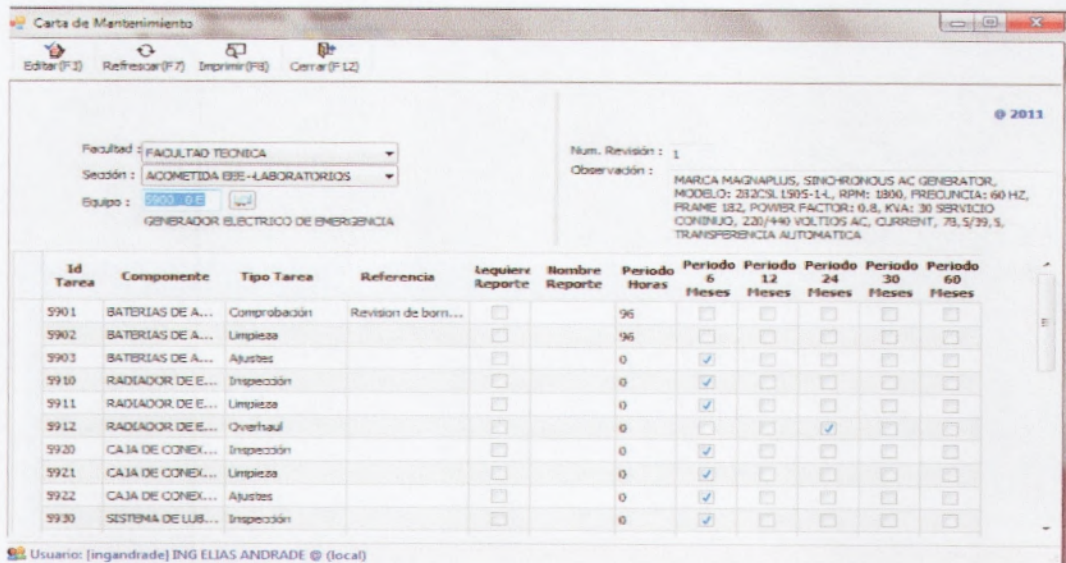 Carta de Mantenimiento
Editar(F3) Refrescar(F7) Imprimir(F8) Cerrar(F12)
@ 2011
Facultad : FACULTAD TECNICA
Sección : ACOMETIDA EBE-LABORATORIOS
Equipo : 5900
GENERADOR ELECTRICO DE EMERGENCIA
Num. Revisión : 1
Observación :
MARCA MAGNAPLUS, SINCHRONOUS AC GENERATOR,
MODELO: 282CSL1505-1-L, RPM: 1800, FRECUNCIA: 60 HZ,
FRAME 182, POWER FACTOR: 0.8, KVA: 30 SERVICIO
CONINUO, 220/440 VOLTIOS AC, CURRENT, 78,5/39,5,
TRANSFERENCIA AUTOMATICA
Id Tarea Componente Tipo Tarea Referencia Requiere Reporte Nombre Reporte Periodo Horas Periodo 6 Meses Periodo 12 Meses Periodo 24 Meses Periodo 30 Meses Periodo 60 Meses
5901 BATERIAS DE A... Comprobación Revision de born... 96
5902 BATERIAS DE A... Limpieza 96
5903 BATERIAS DE A... Ajustes 0
5910 RADIADOR DE E... Inspección 0
5911 RADIADOR DE E... Limpieza 0
5912 RADIADOR DE E... Overhaul 0
5920 CAJA DE CONEX... Inspección 0
5921 CAJA DE CONEX... Limpieza 0
5922 CAJA DE CONEX... Ajustes 0
5930 SISTEMA DE LUB... Inspección 0
Usuario: [ingandrade] ING ELIAS ANDRADE @ (local)